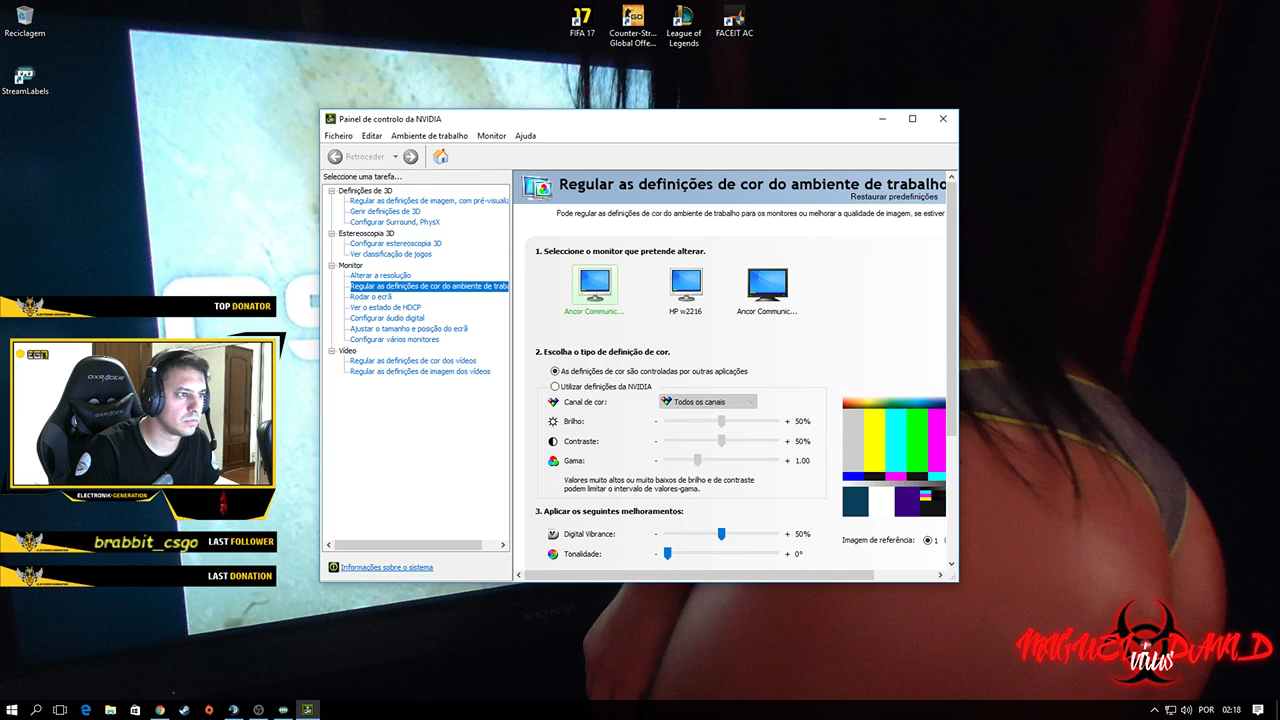 Reciclagem
StreamLabels
17
FIFA 17
GO
Counter-Str...
Global Offe...
League of
Legends
FACEIT AC
Painel de controlo da NVIDIA
Ficheiro Editar Ambiente de trabalho Monitor Ajuda
Retroceder
Seleccione uma tarefa...
Definições de 3D
Regular as definições de imagem, com pré-visualiz
Gerir definições de 3D
Configurar Surround, PhysX
Estereoscopia 3D
Configurar estereoscopia 3D
Ver classificação de jogos
Monitor
Alterar a resolução
Regular as definições de cor do ambiente de traba
Rodar o ecrã
Ver o estado de HDCP
Configurar áudio digital
Ajustar o tamanho e posição do ecrã
Configurar vários monitores
Vídeo
Regular as definições de cor dos vídeos
Regular as definições de imagem dos vídeos
Informações sobre o sistema
Regular as definições de cor do ambiente de trabalho
Restaurar predefinições
Pode regular as definições de cor do ambiente de trabalho para os monitores ou melhorar a qualidade de imagem, se estiver
1. Seleccione o monitor que pretende alterar.
Ancor Communic... HP w2216 Ancor Communic...
2. Escolha o tipo de definição de cor.
As definições de cor são controladas por outras aplicações
Utilizar definições da NVIDIA
Canal de cor: Todos os canais
Brilho: - + 50%
Contraste: - + 50%
Gama: - + 1.00
Valores muito altos ou muito baixos de brilho e de contraste
podem limitar o intervalo de valores-gama.
3. Aplicar os seguintes melhoramentos:
Digital Vibrance: - + 50%
Tonalidade: - + 0°
Imagem de referência: 1
TOP DONATOR
DXRACER
ELECTRONIK-GENERATION
brabbit_csgo LAST FOLLOWER
LAST DONATION
SONY
MIGUEL DAVID
vírus
POR 02:18